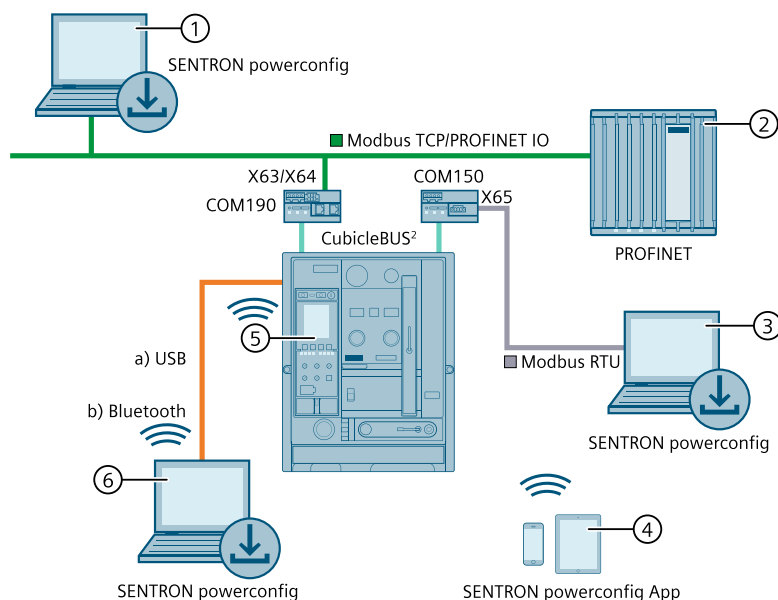 1
SENTRON powerconfig
2
Modbus TCP/PROFINET IO
X63/X64
COM150
COM190
X65
CubicleBUS²
PROFINET
5
3
a) USB
Modbus RTU
b) Bluetooth
SENTRON powerconfig
6
4
SENTRON powerconfig
SENTRON powerconfig App